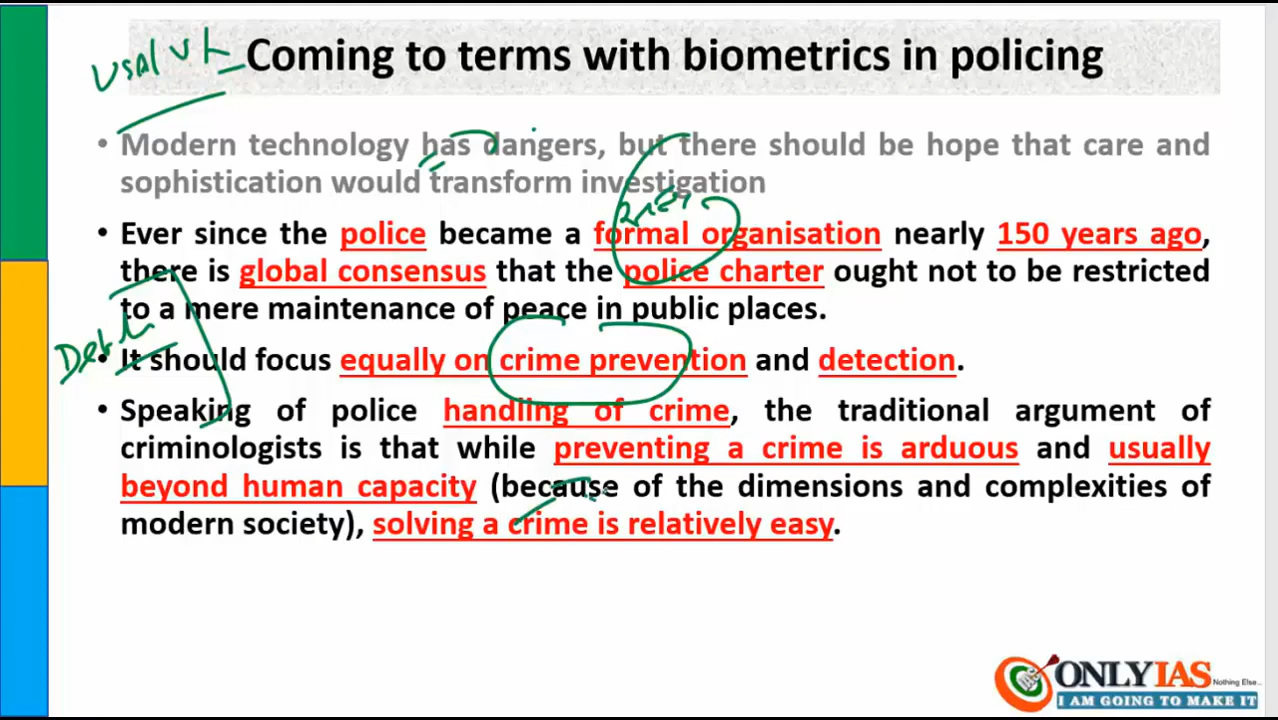 Coming to terms with biometrics in policing
• Modern technology has dangers, but there should be hope that care and
sophistication would transform investigation
• Ever since the police became a formal organisation nearly 150 years ago,
there is global consensus that the police charter ought not to be restricted
to a mere maintenance of peace in public places.
• It should focus equally on crime prevention and detection.
• Speaking of police handling of crime, the traditional argument of
criminologists is that while preventing a crime is arduous and usually
beyond human capacity (because of the dimensions and complexities of
modern society), solving a crime is relatively easy.
ONLYIAS
Nothing Else...
I AM GOING TO MAKE IT